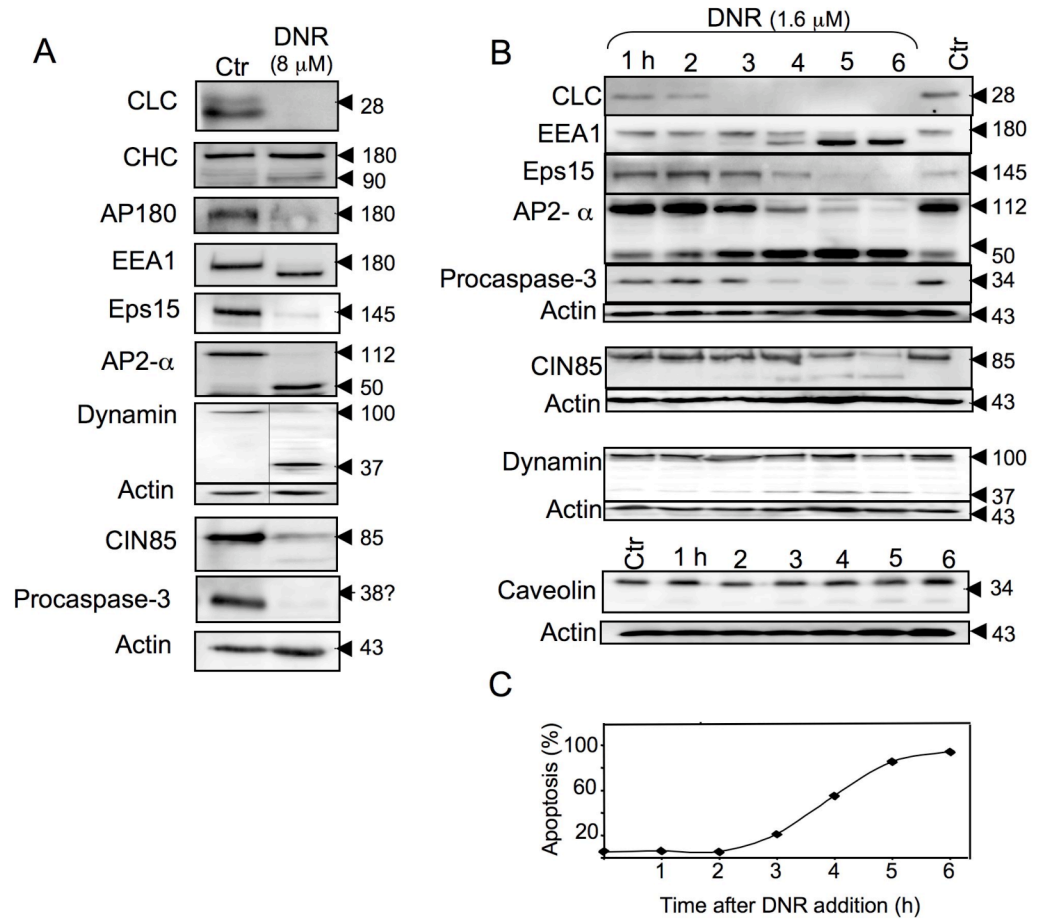 A
DNR
(8 µM)
Ctr
CLC
28
CHC
180
90
AP180
180
EEA1
180
Eps15
145
AP2-α
112
50
Dynamin
100
37
Actin
CIN85
85
Procaspase-3
38?
Actin
43
B
DNR (1.6 µM)
1 h 2 3 4 5 6 Ctr
CLC
28
EEA1
180
Eps15
145
AP2- α
112
50
Procaspase-3
34
Actin
43
CIN85
85
Actin
43
Dynamin
100
37
Actin
43
Ctr 1 h 2 3 4 5 6
Caveolin
34
Actin
43
C
Apoptosis (%)
100
60
20
1 2 3 4 5 6
Time after DNR addition (h)